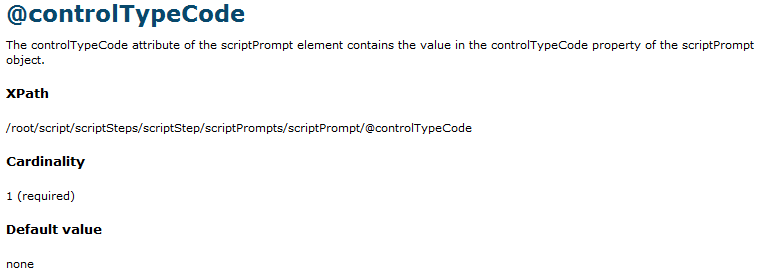 @controlTypeCode
The controlTypeCode attribute of the scriptPrompt element contains the value in the controlTypeCode property of the scriptPrompt
object.
XPath
/root/script/scriptSteps/scriptStep/scriptPrompts/scriptPrompt/@controlTypeCode
Cardinality
1 (required)
Default value
none